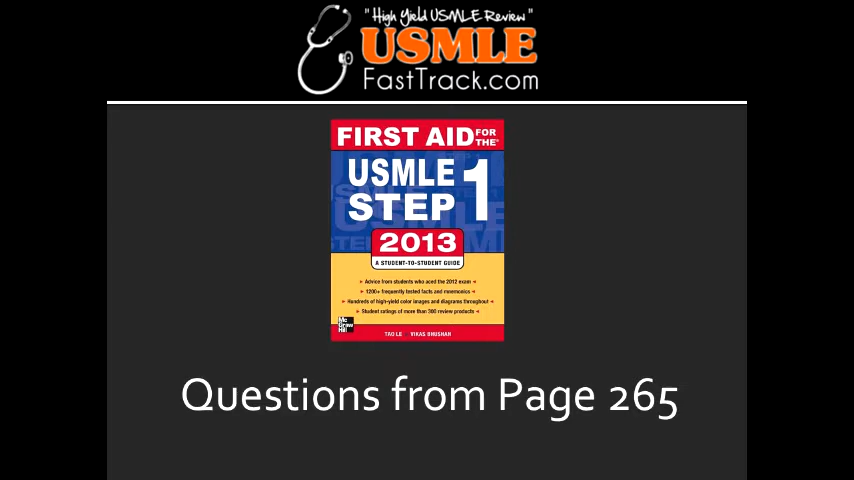 "High Yield USMLE Review"
USMLE
FastTrack.com
FIRST AID FOR THE®
USMLE
STEP 1
2013
A STUDENT-TO-STUDENT GUIDE
Advice from students who aced the 2012 exam
1200+ frequently tested facts and mnemonics
Hundreds of high-yield color images and diagrams throughout
Student ratings of more than 300 review products
Mc
Graw
Hill
TAO LE VIKAS BHUSHAN
Questions from Page 265